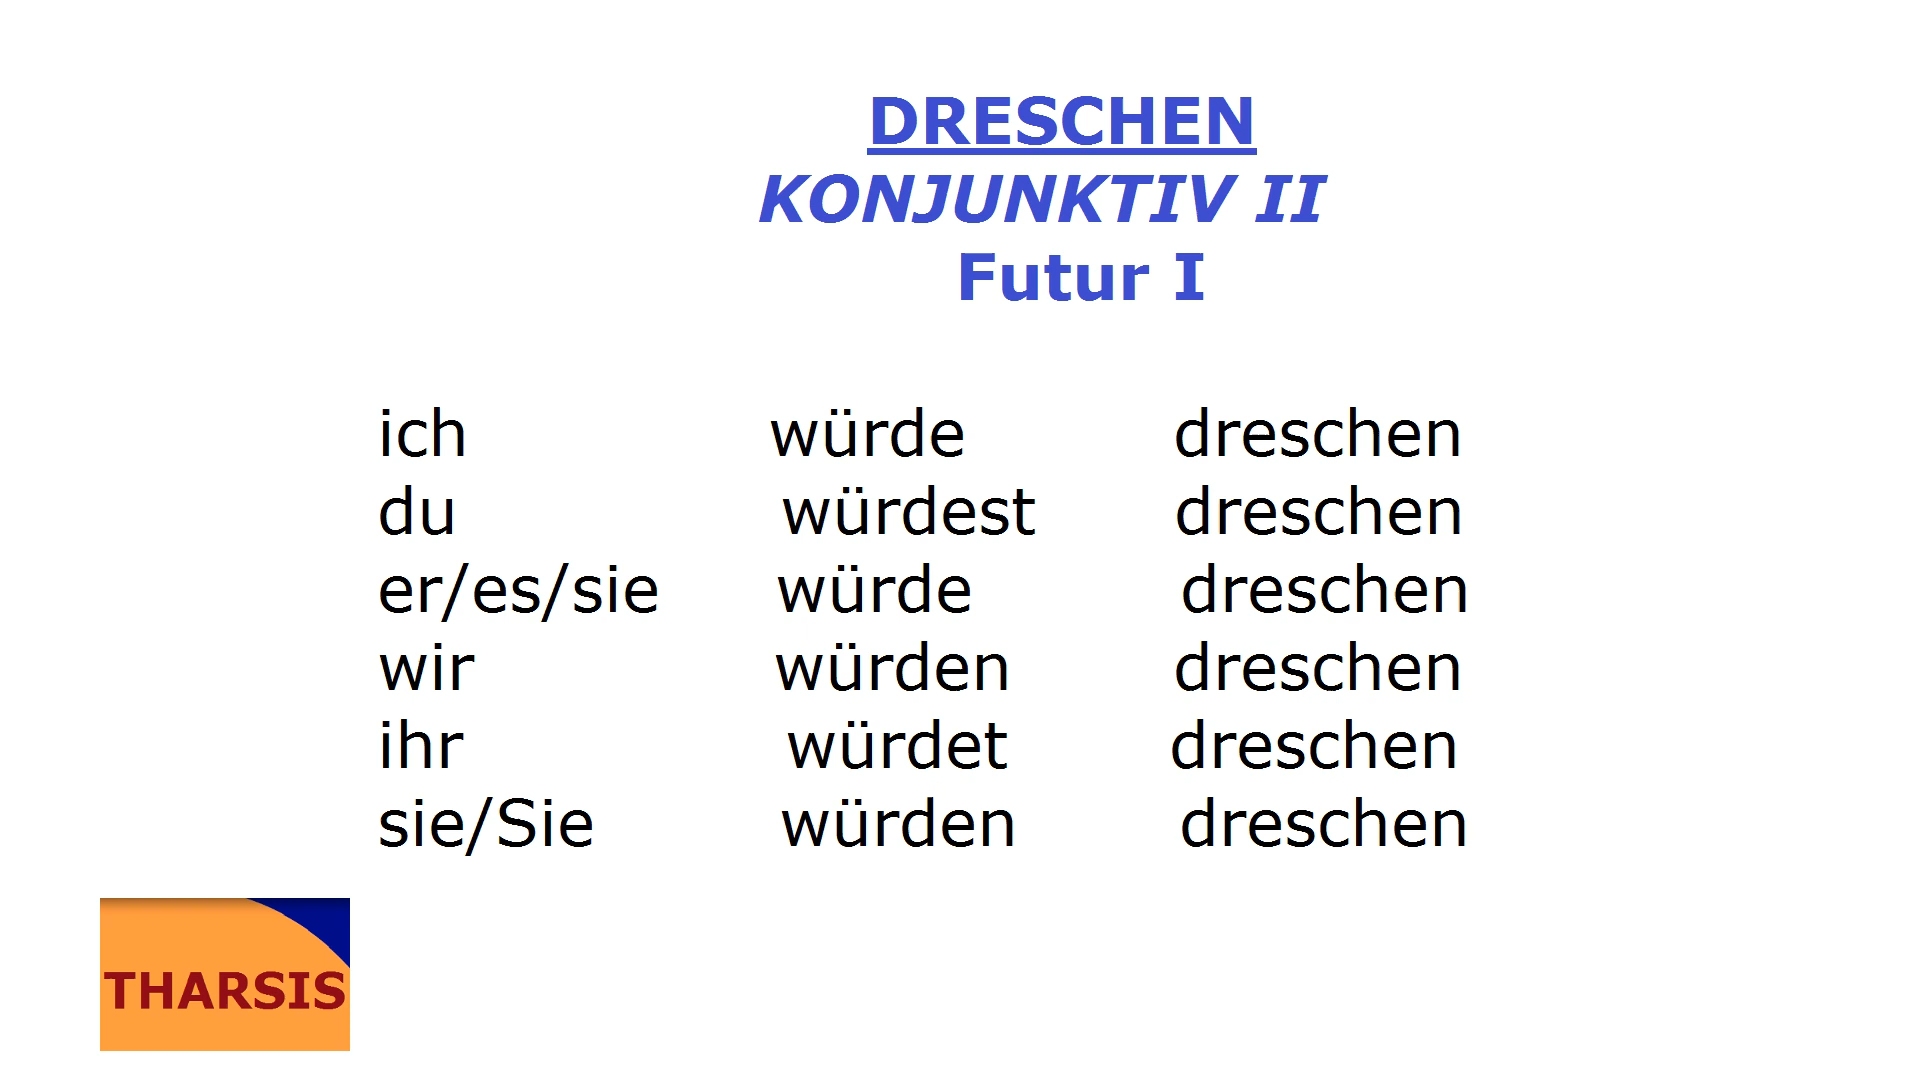 DRESCHEN
KONJUNKTIV II
Futur I
ich würde dreschen
du würdest dreschen
er/es/sie würde dreschen
wir würden dreschen
ihr würdet dreschen
sie/Sie würden dreschen
THARSIS